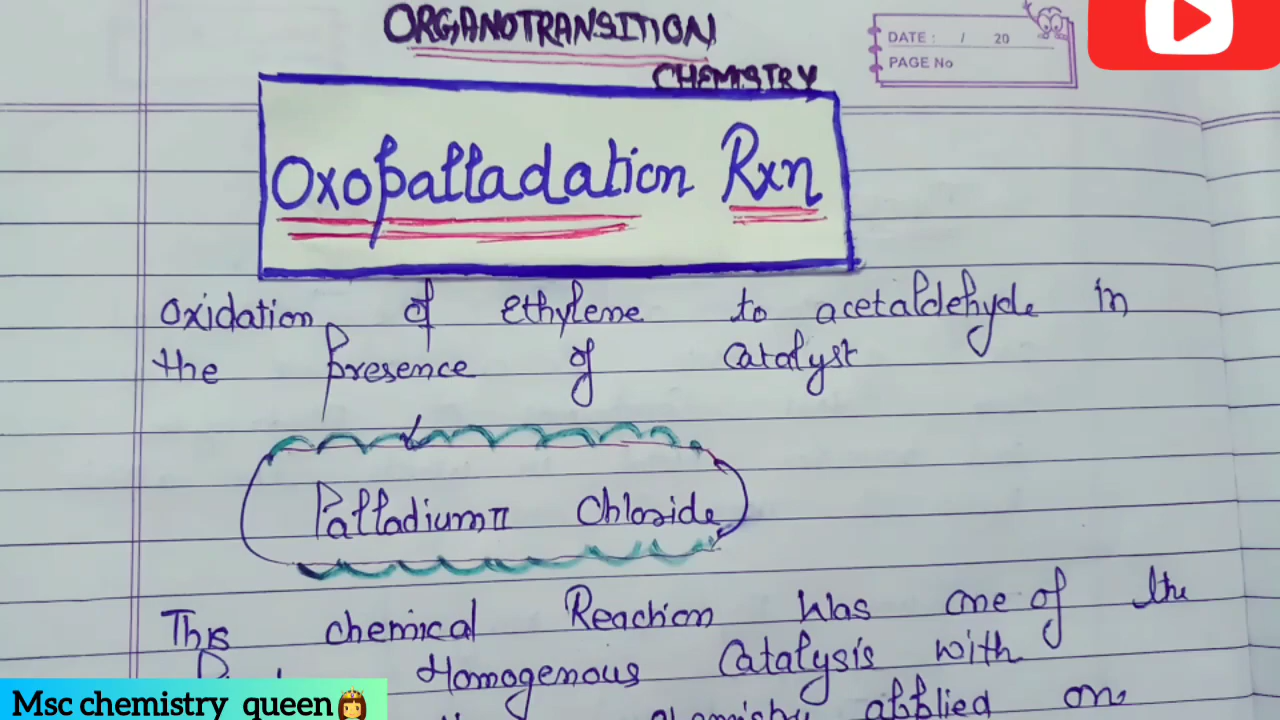 ORGANOTRANSITION
CHEMISTRY
DATE : / 20
PAGE No
Oxopalladation Rxn
Oxidation of ethylene to acetaldehyde in
the presence of Catalyst
Palladium II Chloride
This chemical Reaction was one of the
Homogenous Catalysis with
applied on
Msc chemistry queen👸